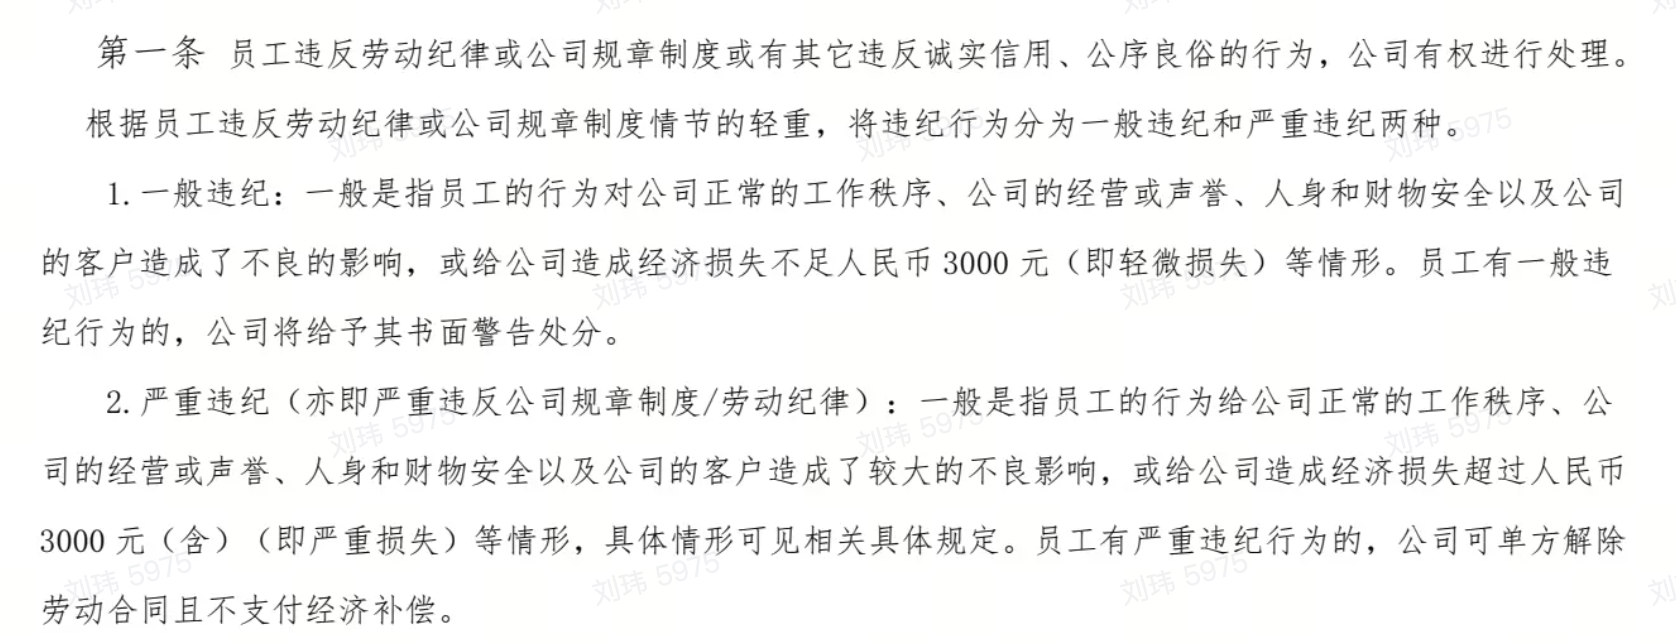 第一条 员工违反劳动纪律或公司规章制度或有其它违反诚实信用、公序良俗的行为，公司有权进行处理。
根据员工违反劳动纪律或公司规章制度情节的轻重，将违纪行为分为一般违纪和严重违纪两种。
1.一般违纪：一般是指员工的行为对公司正常的工作秩序、公司的经营或声誉、人身和财物安全以及公司
的客户造成了不良的影响，或给公司造成经济损失不足人民币 3000 元（即轻微损失）等情形。员工有一般违
纪行为的，公司将给予其书面警告处分。
2.严重违纪（亦即严重违反公司规章制度/劳动纪律）：一般是指员工的行为给公司正常的工作秩序、公
司的经营或声誉、人身和财物安全以及公司的客户造成了较大的不良影响，或给公司造成经济损失超过人民币
3000 元（含）（即严重损失）等情形，具体情形可见相关具体规定。员工有严重违纪行为的，公司可单方解除
劳动合同且不支付经济补偿。
刘玮 5975